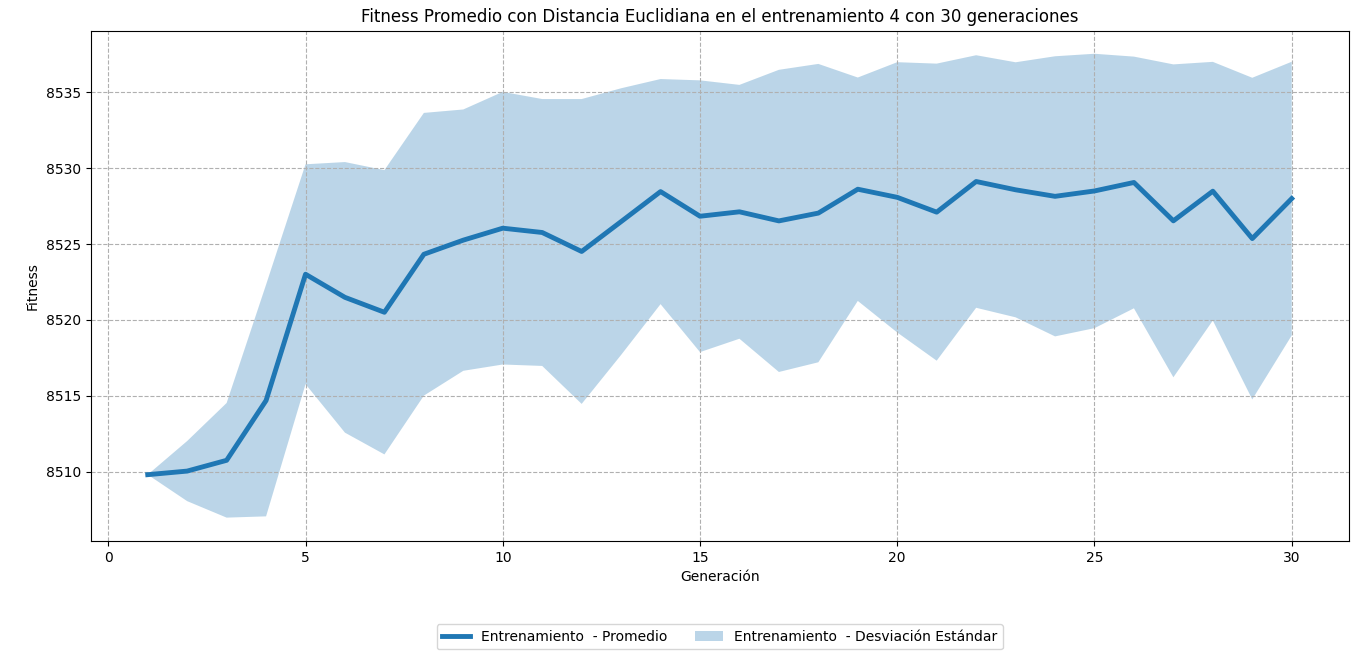 Fitness Promedio con Distancia Euclidiana en el entrenamiento 4 con 30 generaciones
Fitness
8535
8530
8525
8520
8515
8510
0 5 10 15 20 25 30
Generación
Entrenamiento - Promedio Entrenamiento - Desviación Estándar